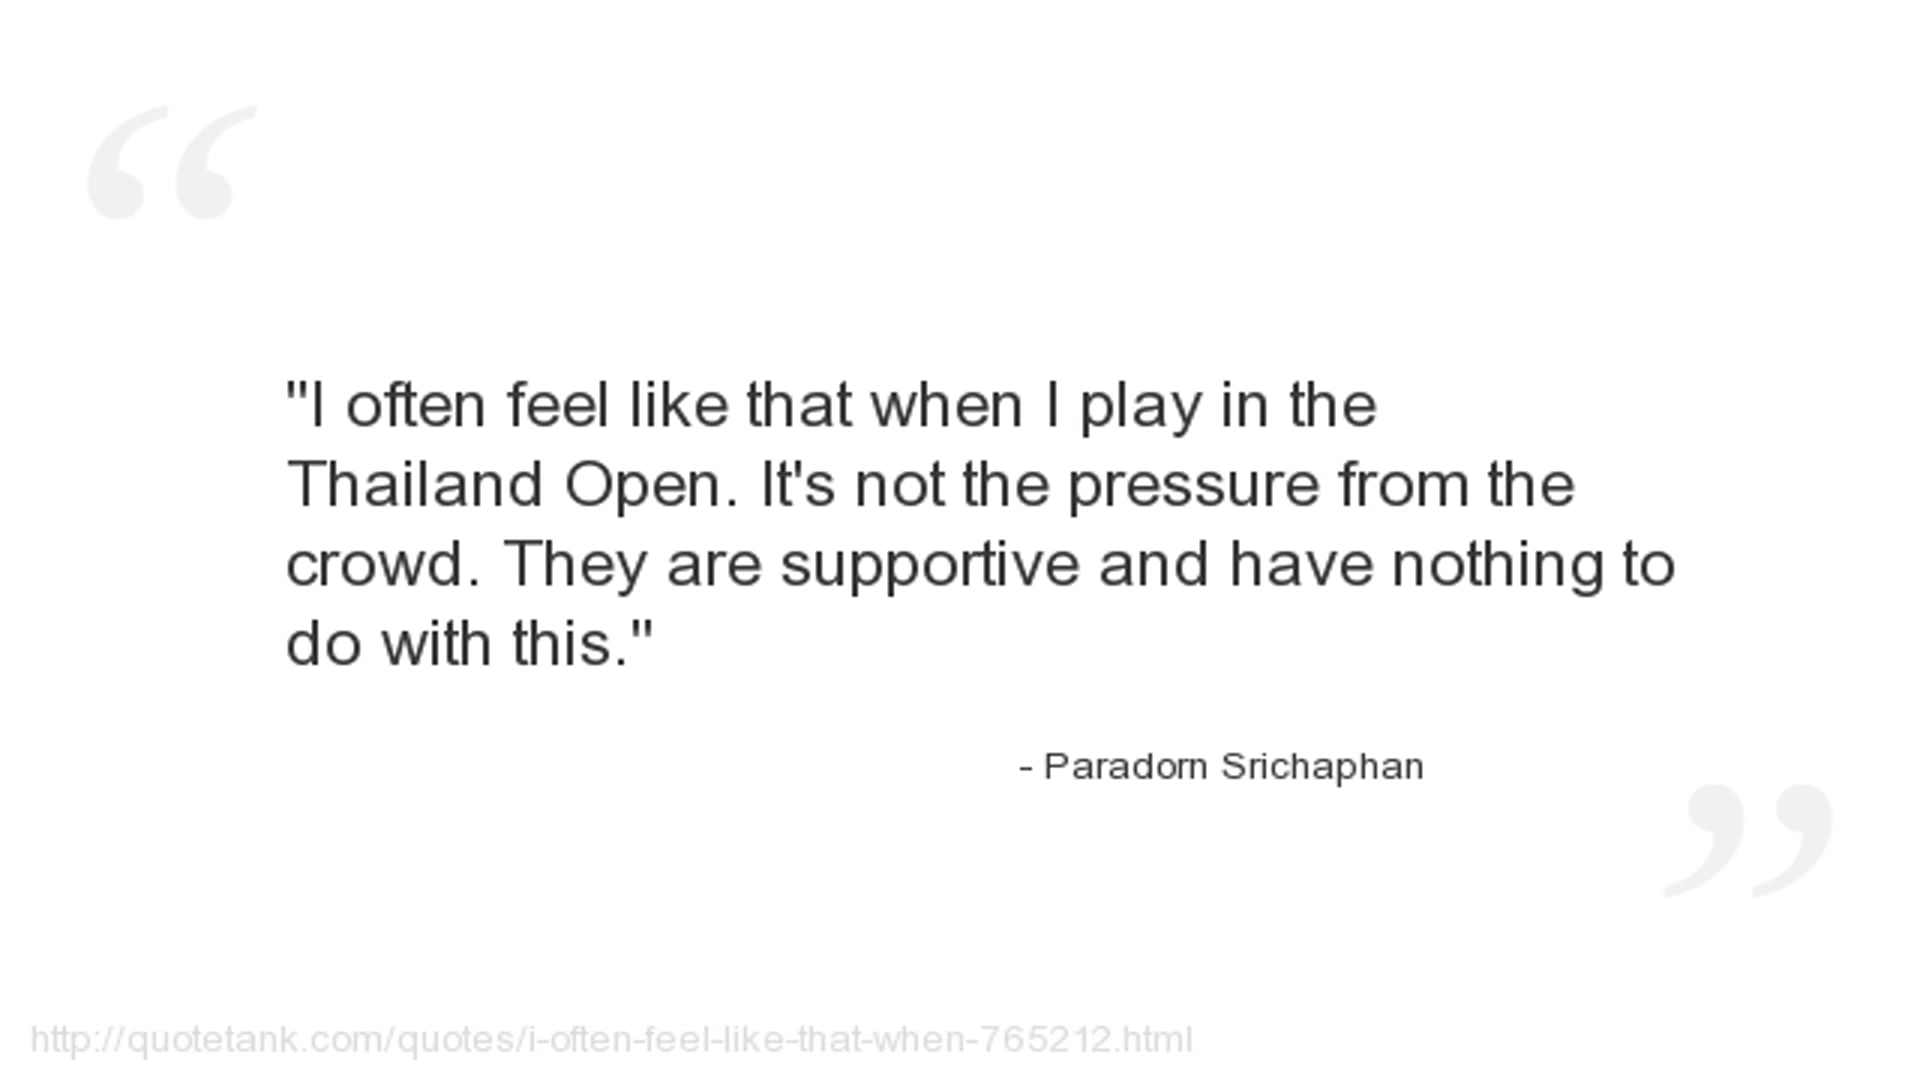 "I often feel like that when I play in the
Thailand Open. It's not the pressure from the
crowd. They are supportive and have nothing to
do with this."
- Paradorn Srichaphan
http://quotetank.com/quotes/i-often-feel-like-that-when-765212.html